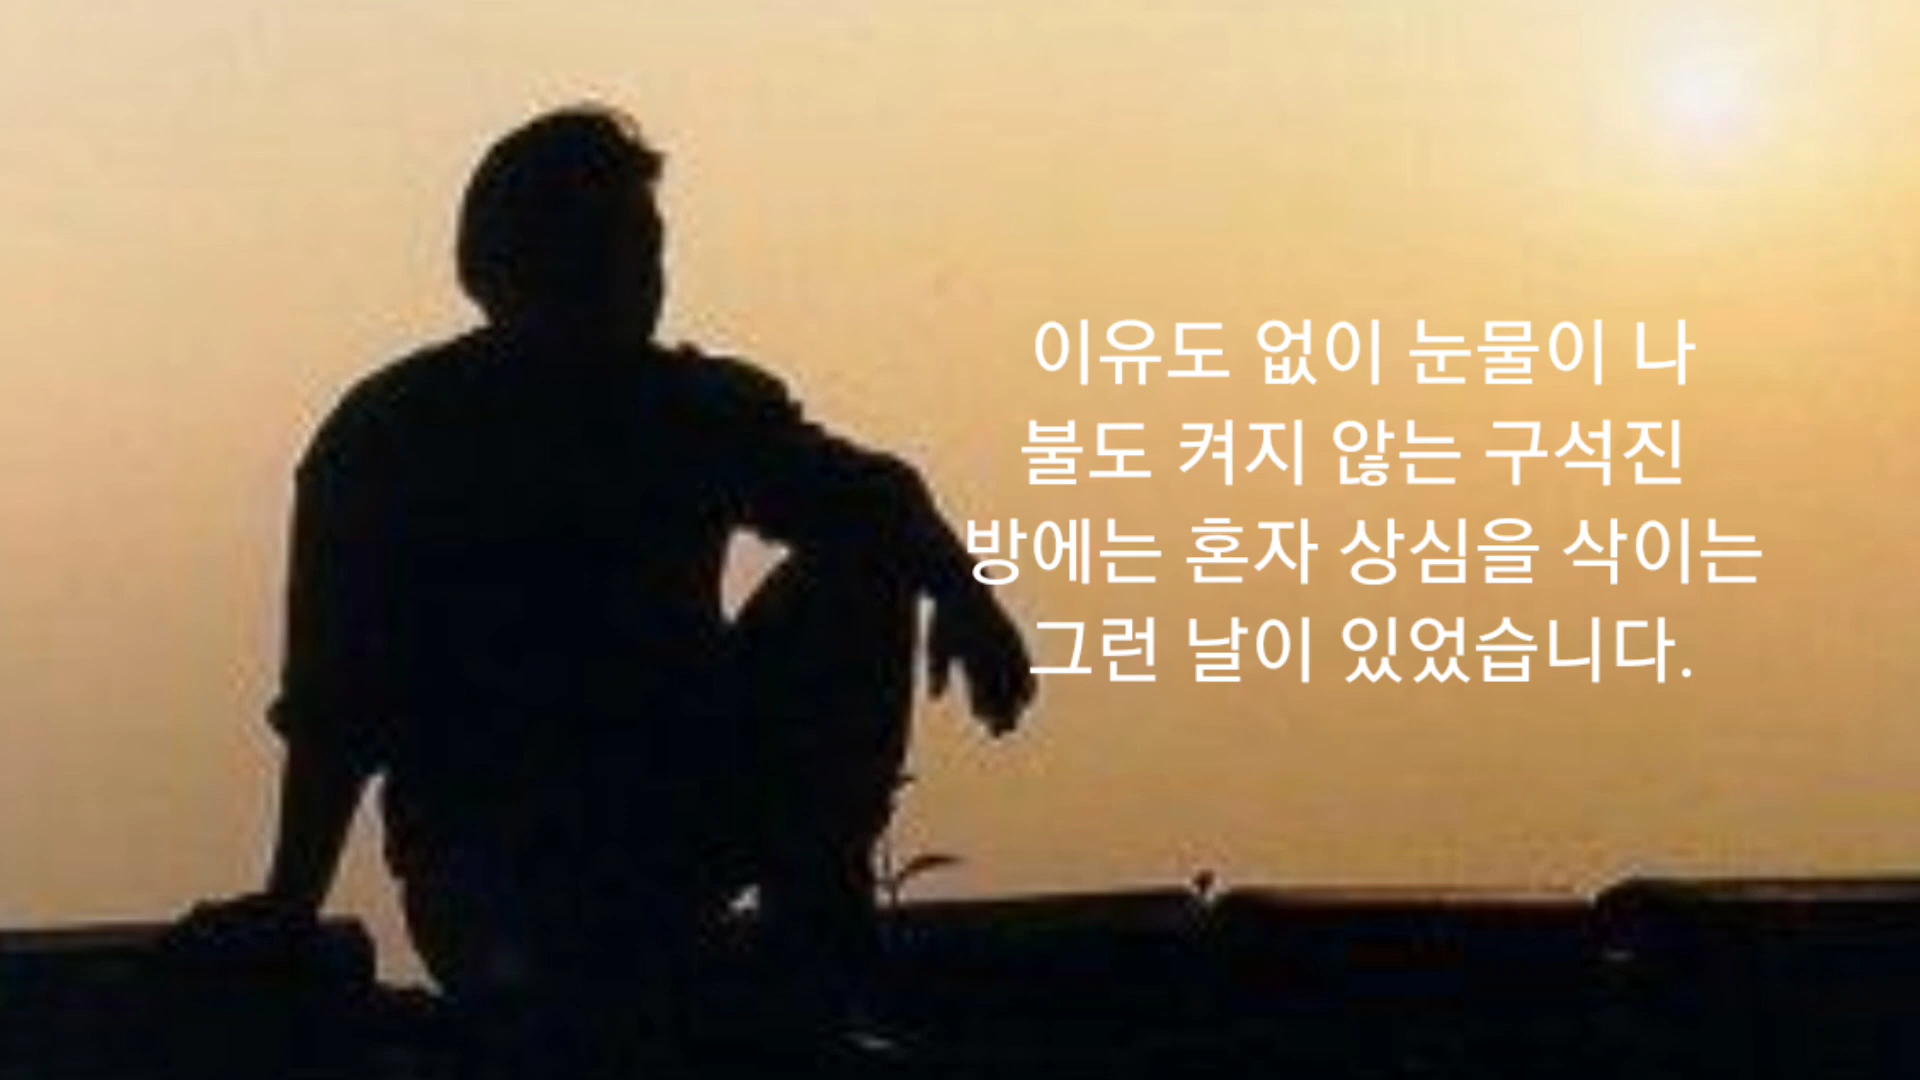 이유도 없이 눈물이 나
불도 켜지 않는 구석진
방에는 혼자 상심을 삭이는
그런 날이 있었습니다.